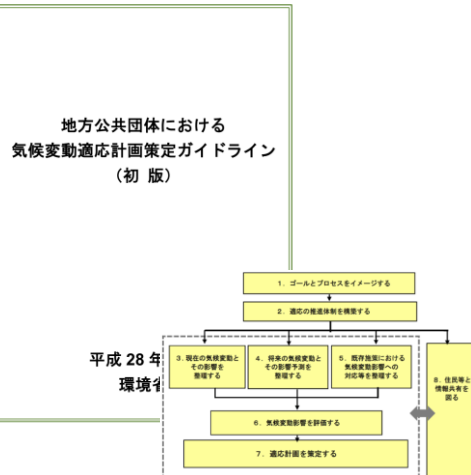 地方公共団体における
気候変動適応計画策定ガイドライン
（初 版）
平成 28 年
環境省
1．ゴールとプロセスをイメージする
2．適応の推進体制を構築する
3．現在の気候変動と
その影響を
整理する
4．将来の気候変動と
その影響予測を
整理する
5．既存施策における
気候変動影響への
対応等を整理する
6．気候変動影響を評価する
7．適応計画を策定する
8．住民等と
情報共有を
図る